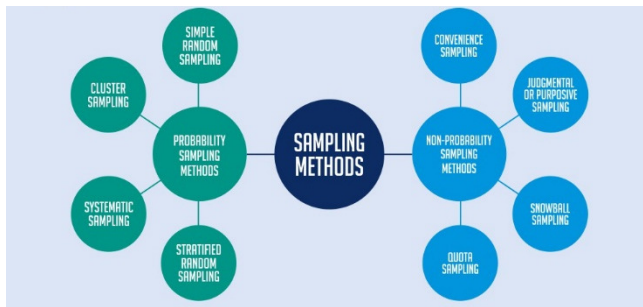 SIMPLE
RANDOM
SAMPLING
CLUSTER
SAMPLING
PROBABILITY
SAMPLING
METHODS
SYSTEMATIC
SAMPLING
STRATIFIED
RANDOM
SAMPLING
SAMPLING
METHODS
CONVENIENCE
SAMPLING
JUDGMENTAL
OR PURPOSIVE
SAMPLING
NON-PROBABILITY
SAMPLING
METHODS
SNOWBALL
SAMPLING
QUOTA
SAMPLING